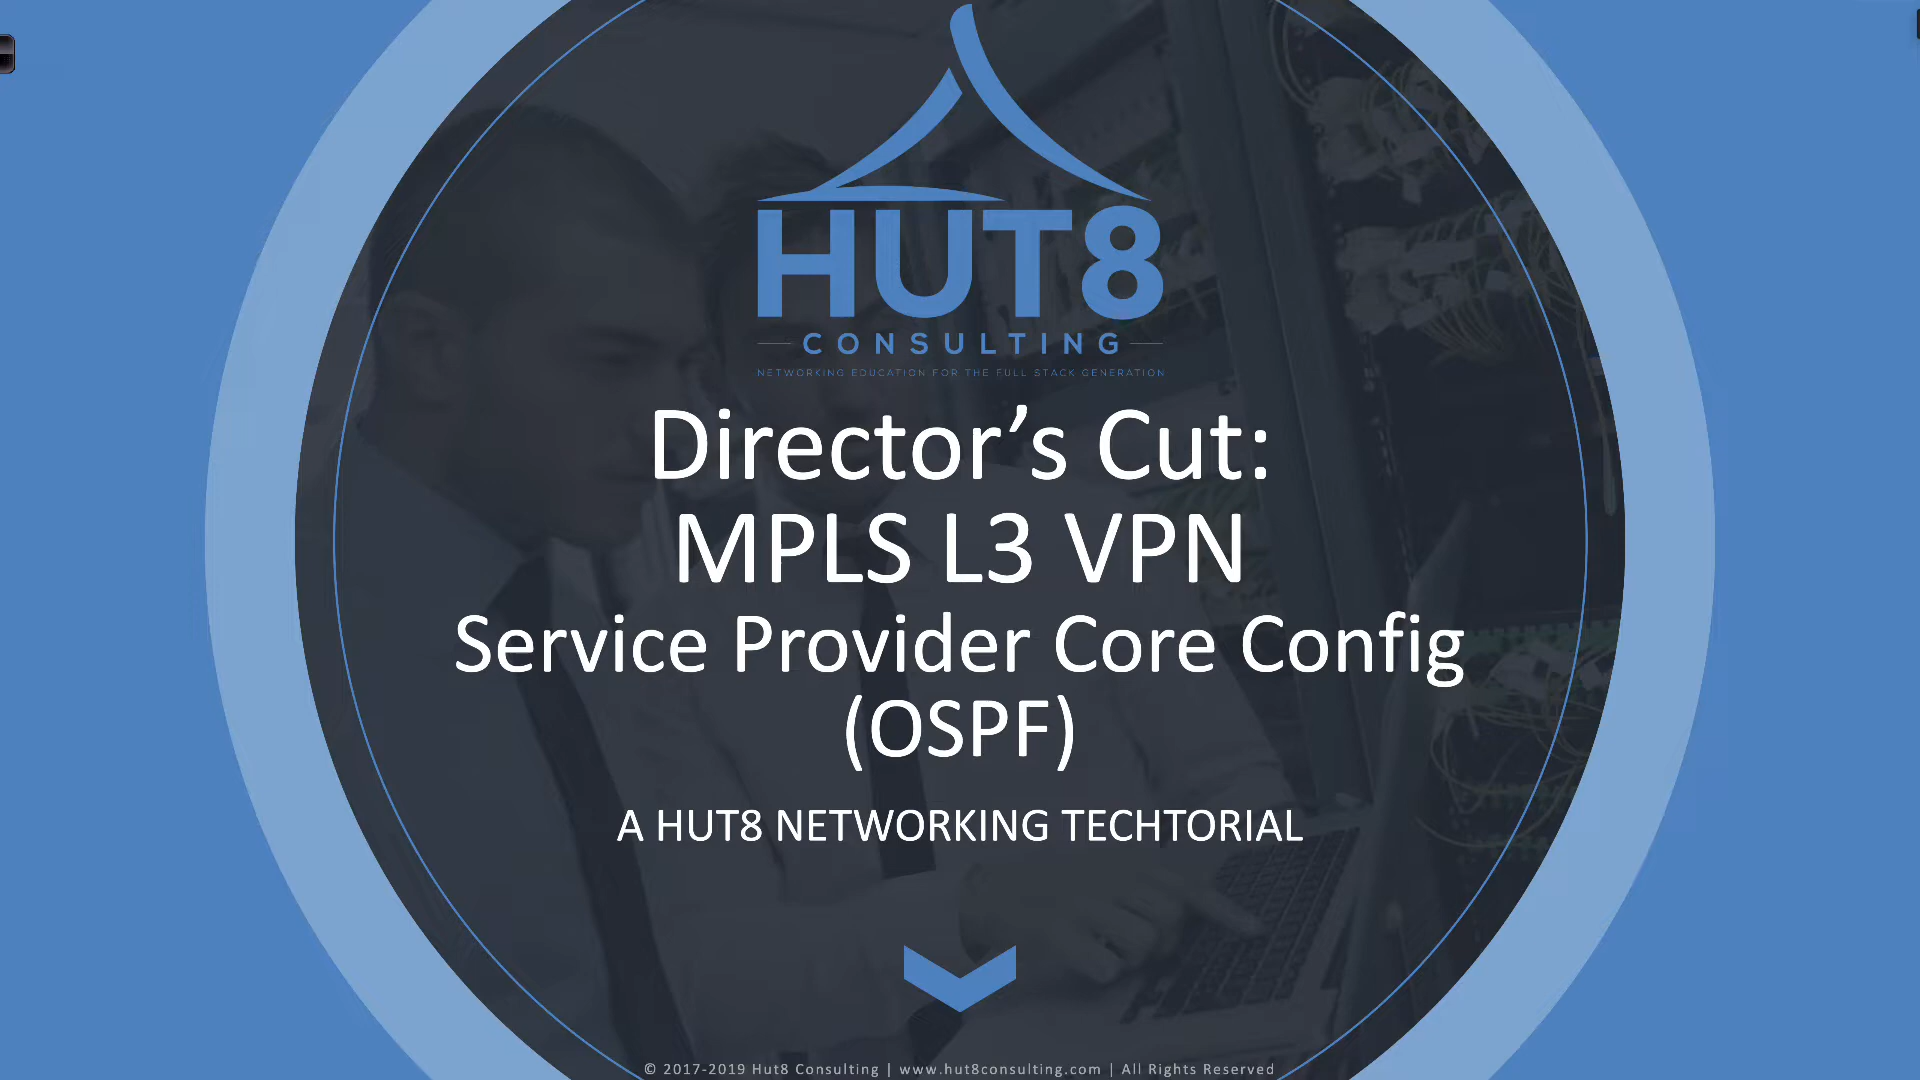 HUT8
CONSULTING
NETWORKING EDUCATION FOR THE FULL STACK GENERATION
Director’s Cut:
MPLS L3 VPN
Service Provider Core Config
(OSPF)
A HUT8 NETWORKING TECHTORIAL
© 2017-2019 Hut8 Consulting | www.hut8consulting.com | All Rights Reserved